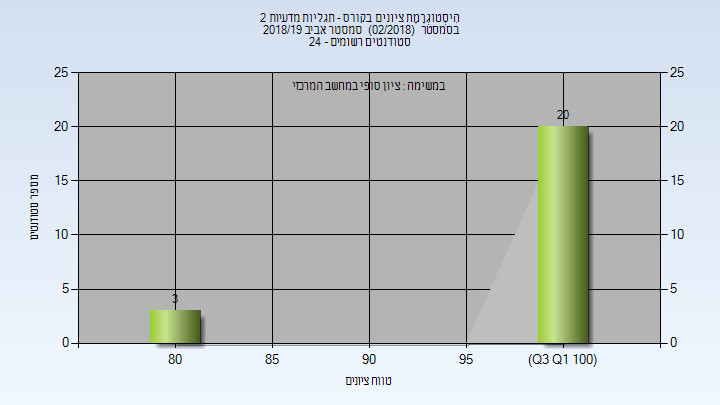 הִיסְטוֹגְרָמַת ציונים בקורס - תגליות מדעיות 2
בסמסטר (02/2018) סמסטר אביב 2018/19
סטודנטים רשומים - 24
במשימה : ציון סופי במחשב המרכזי
25 25
20 20
20
15 15
10 10
5 5
3
0 0
80 85 90 95 (Q3 Q1 100)
מספר סטודנטים
טווח ציונים